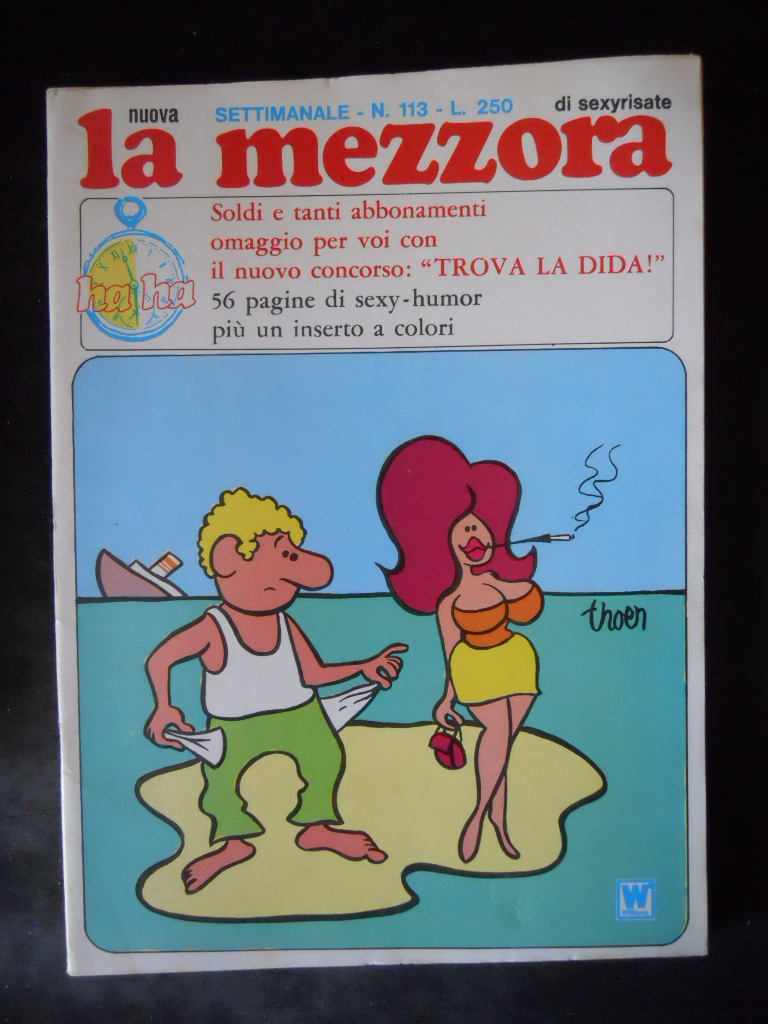 nuova
SETTIMANALE - N. 113 - L. 250
di sexyrisate
la mezzora
ha ha
Soldi e tanti abbonamenti
omaggio per voi con
il nuovo concorso: “TROVA LA DIDA!”
56 pagine di sexy-humor
più un inserto a colori
thoen
W